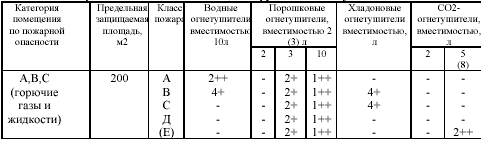 Категория помещения по пожарной опасности | Предельная защищаемая площадь, м2 | Класс пожара | Водные огнетушители вместимостью 10л | Порошковые огнетушители, вместимостью 2 (3) л | Хладоновые огнетушители вместимостью, л | СО2-огнетушители, вместимостью, л
2 | 3 | 10 | 2 | 5 (8)
А,В,С (горючие газы и жидкости) | 200 | А | 2++ | - | 2+ | 1++ | - | - | -
В | 4+ | - | 2+ | 1++ | 4+ | - | -
С | - | - | 2+ | 1++ | 4+ | - | -
Д | - | - | 2+ | 1++ | - | - | -
(Е) | - | - | 2+ | 1++ | - | - | 2++